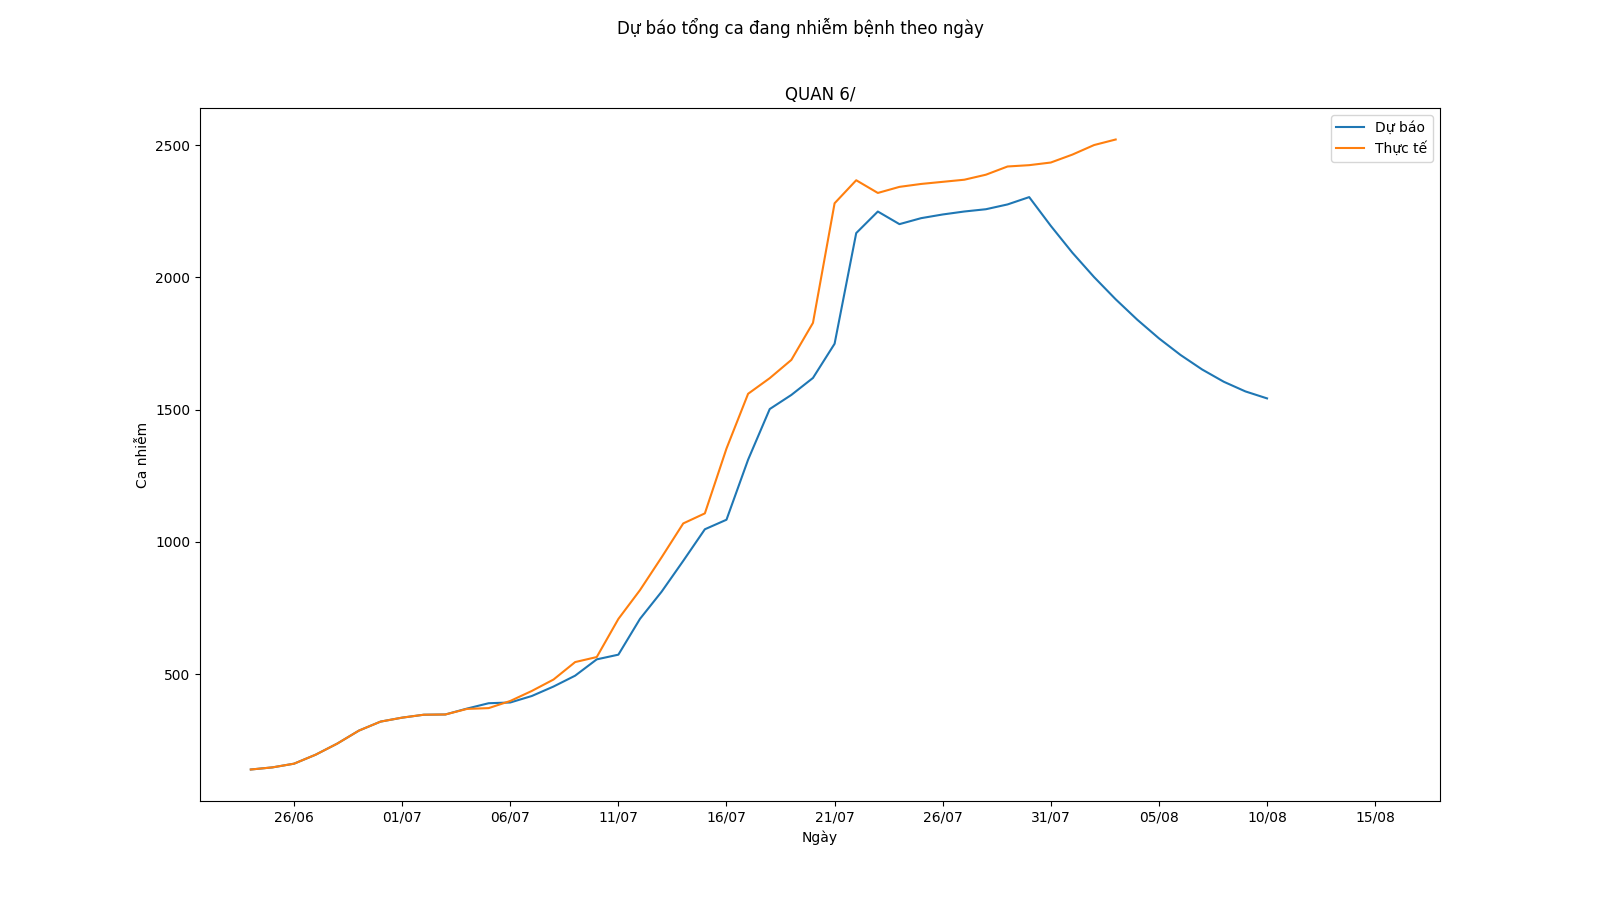 Dự báo tổng ca đang nhiễm bệnh theo ngày
QUAN 6/
Dự báo
Thực tế
2500
2000
1500
1000
500
Ca nhiễm
26/06 01/07 06/07 11/07 16/07 21/07 26/07 31/07 05/08 10/08 15/08
Ngày